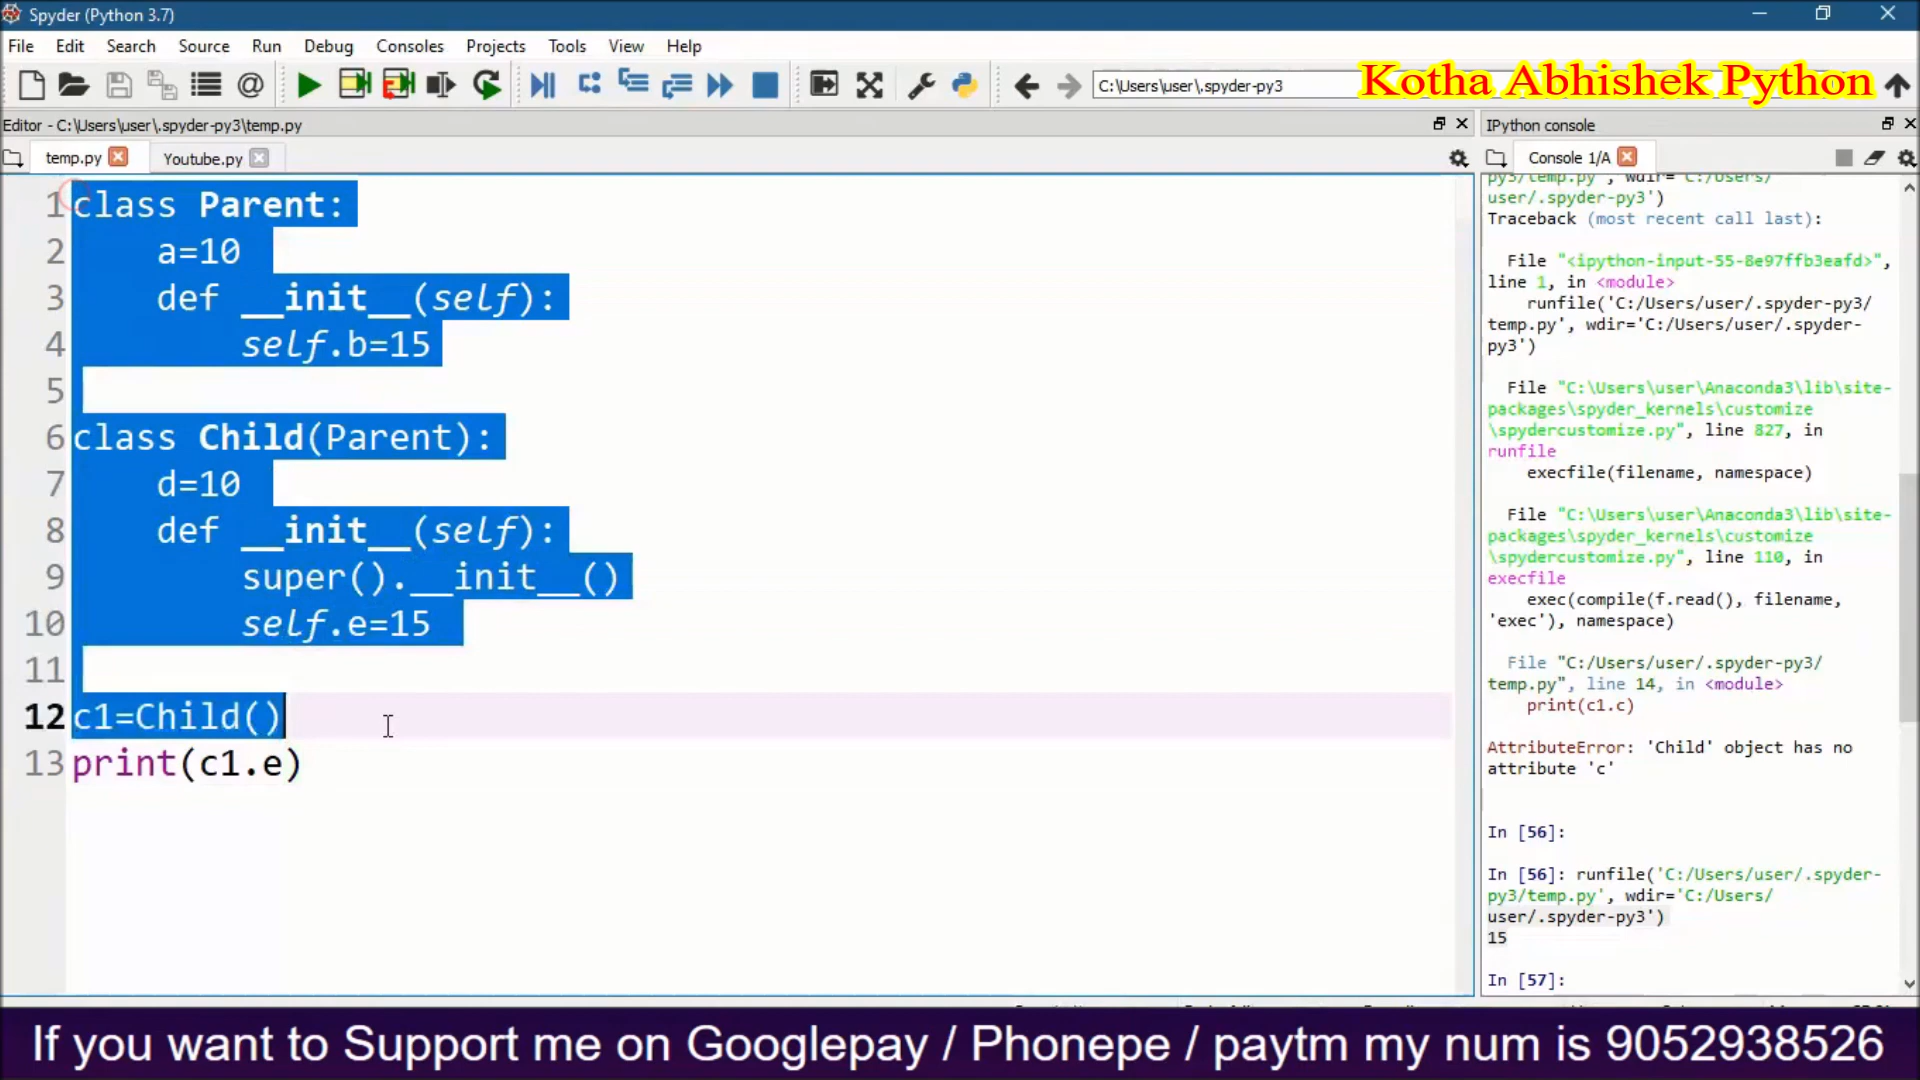 Spyder (Python 3.7)
File Edit Search Source Run Debug Consoles Projects Tools View Help
C:\Users\user\.spyder-py3
Kotha Abhishek Python
Editor - C:\Users\user\.spyder-py3\temp.py
temp.py Youtube.py
1 class Parent:
2 a=10
3 def __init__(self):
4 self.b=15
5
6 class Child(Parent):
7 d=10
8 def __init__(self):
9 super().__init__()
10 self.e=15
11
12 c1=Child()
13 print(c1.e)
IPython console
Console 1/A
py3/temp.py', wdir='C:/Users/
user/.spyder-py3')
Traceback (most recent call last):
File "<ipython-input-55-8e97ffb3eafd>",
line 1, in <module>
runfile('C:/Users/user/.spyder-py3/
temp.py', wdir='C:/Users/user/.spyder-
py3')
File "C:\Users\user\Anaconda3\lib\site-
packages\spyder_kernels\customize
\spydercustomize.py", line 827, in
runfile
execfile(filename, namespace)
File "C:\Users\user\Anaconda3\lib\site-
packages\spyder_kernels\customize
\spydercustomize.py", line 110, in
execfile
exec(compile(f.read(), filename,
'exec'), namespace)
File "C:/Users/user/.spyder-py3/
temp.py", line 14, in <module>
print(c1.c)
AttributeError: 'Child' object has no
attribute 'c'
In [56]:
In [56]: runfile('C:/Users/user/.spyder-
py3/temp.py', wdir='C:/Users/
user/.spyder-py3')
15
In [57]:
If you want to Support me on Googlepay / Phonepe / paytm my num is 9052938526